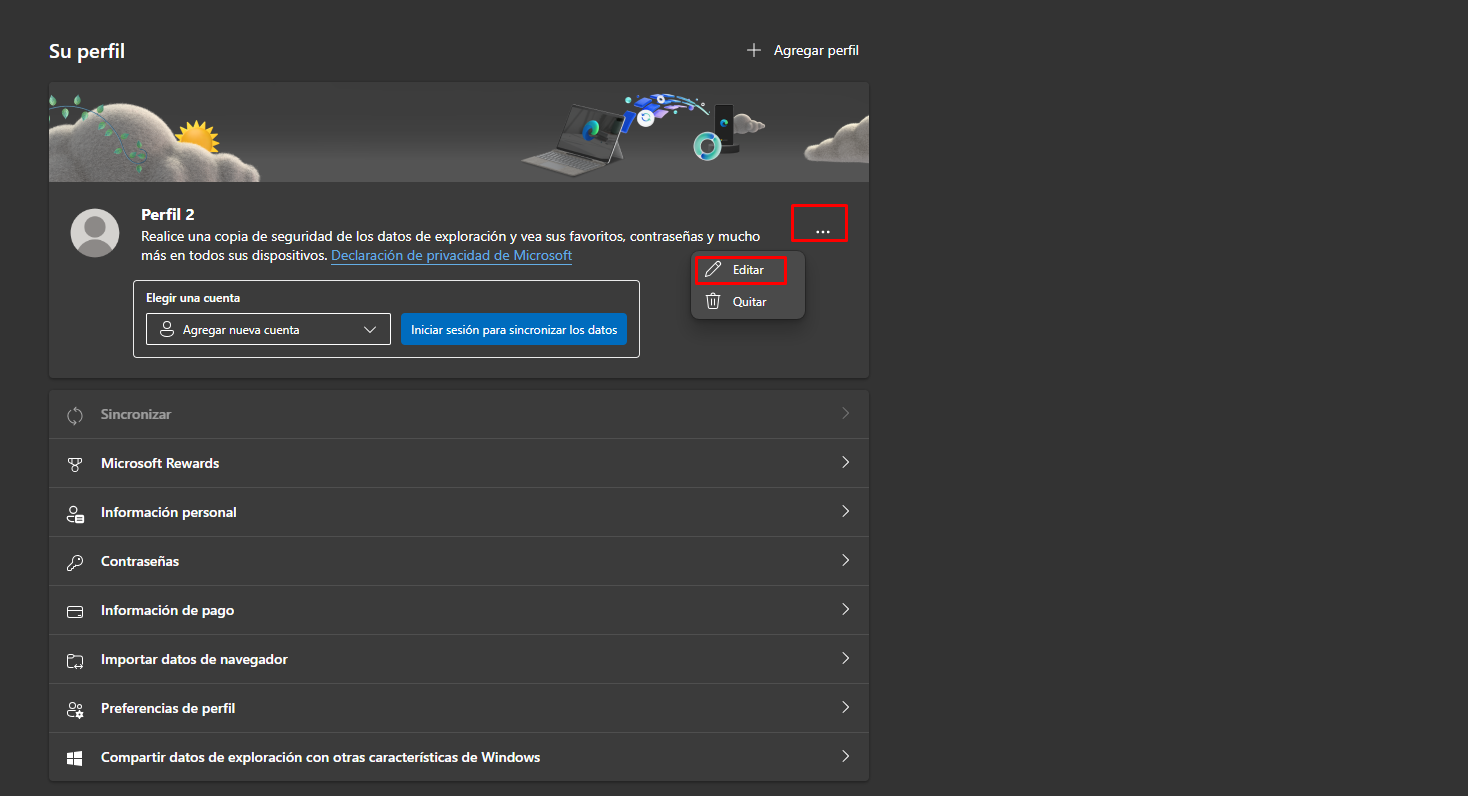 Su perfil
Agregar perfil
Perfil 2
Realice una copia de seguridad de los datos de exploración y vea sus favoritos, contraseñas y mucho
más en todos sus dispositivos. Declaración de privacidad de Microsoft
...
Editar
Quitar
Elegir una cuenta
Agregar nueva cuenta
Iniciar sesión para sincronizar los datos
Sincronizar
Microsoft Rewards
Información personal
Contraseñas
Información de pago
Importar datos de navegador
Preferencias de perfil
Compartir datos de exploración con otras características de Windows